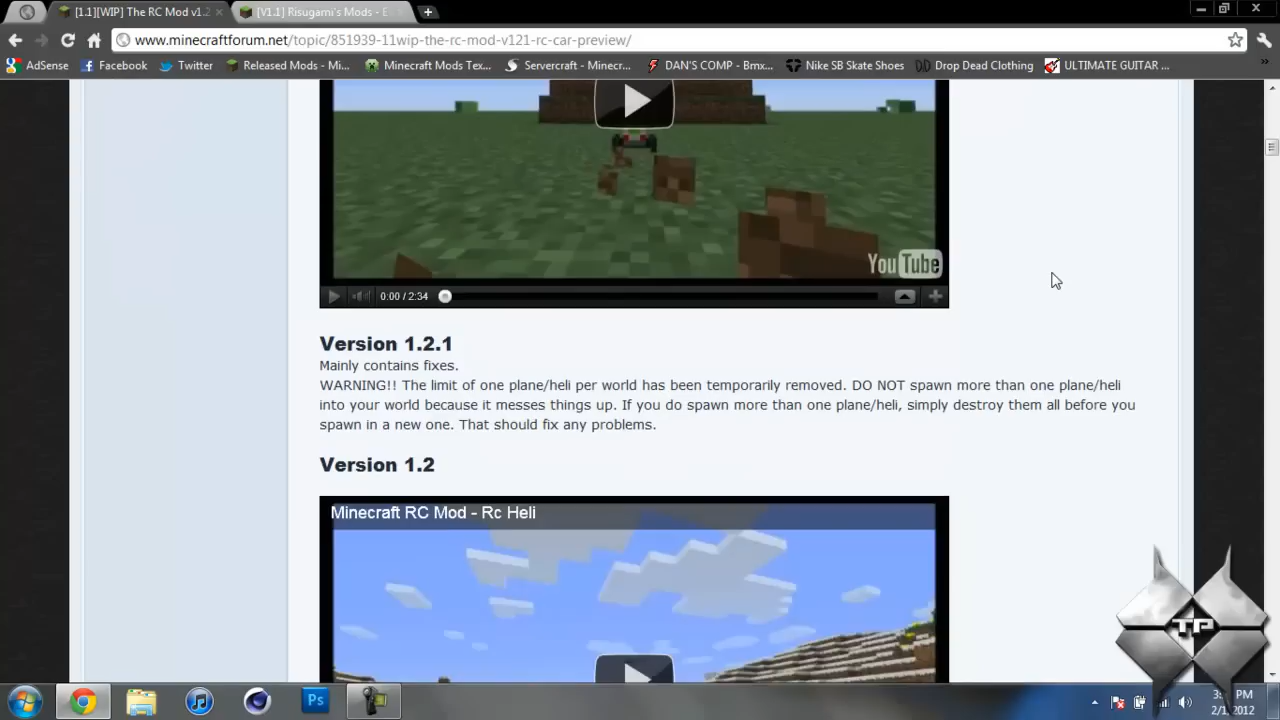 [1.1][WIP] The RC Mod v1.2
[V1.1] Risugami's Mods - E
www.minecraftforum.net/topic/851939-11wip-the-rc-mod-v121-rc-car-preview/
AdSense
Facebook
Twitter
Released Mods - Mi...
Minecraft Mods Tex...
Servercraft - Minecr...
DAN'S COMP - Bmx...
Nike SB Skate Shoes
Drop Dead Clothing
ULTIMATE GUITAR ...
YouTube
0:00 / 2:34
Version 1.2.1
Mainly contains fixes.
WARNING!! The limit of one plane/heli per world has been temporarily removed. DO NOT spawn more than one plane/heli
into your world because it messes things up. If you do spawn more than one plane/heli, simply destroy them all before you
spawn in a new one. That should fix any problems.
Version 1.2
Minecraft RC Mod - Rc Heli
TP
Ps
PM